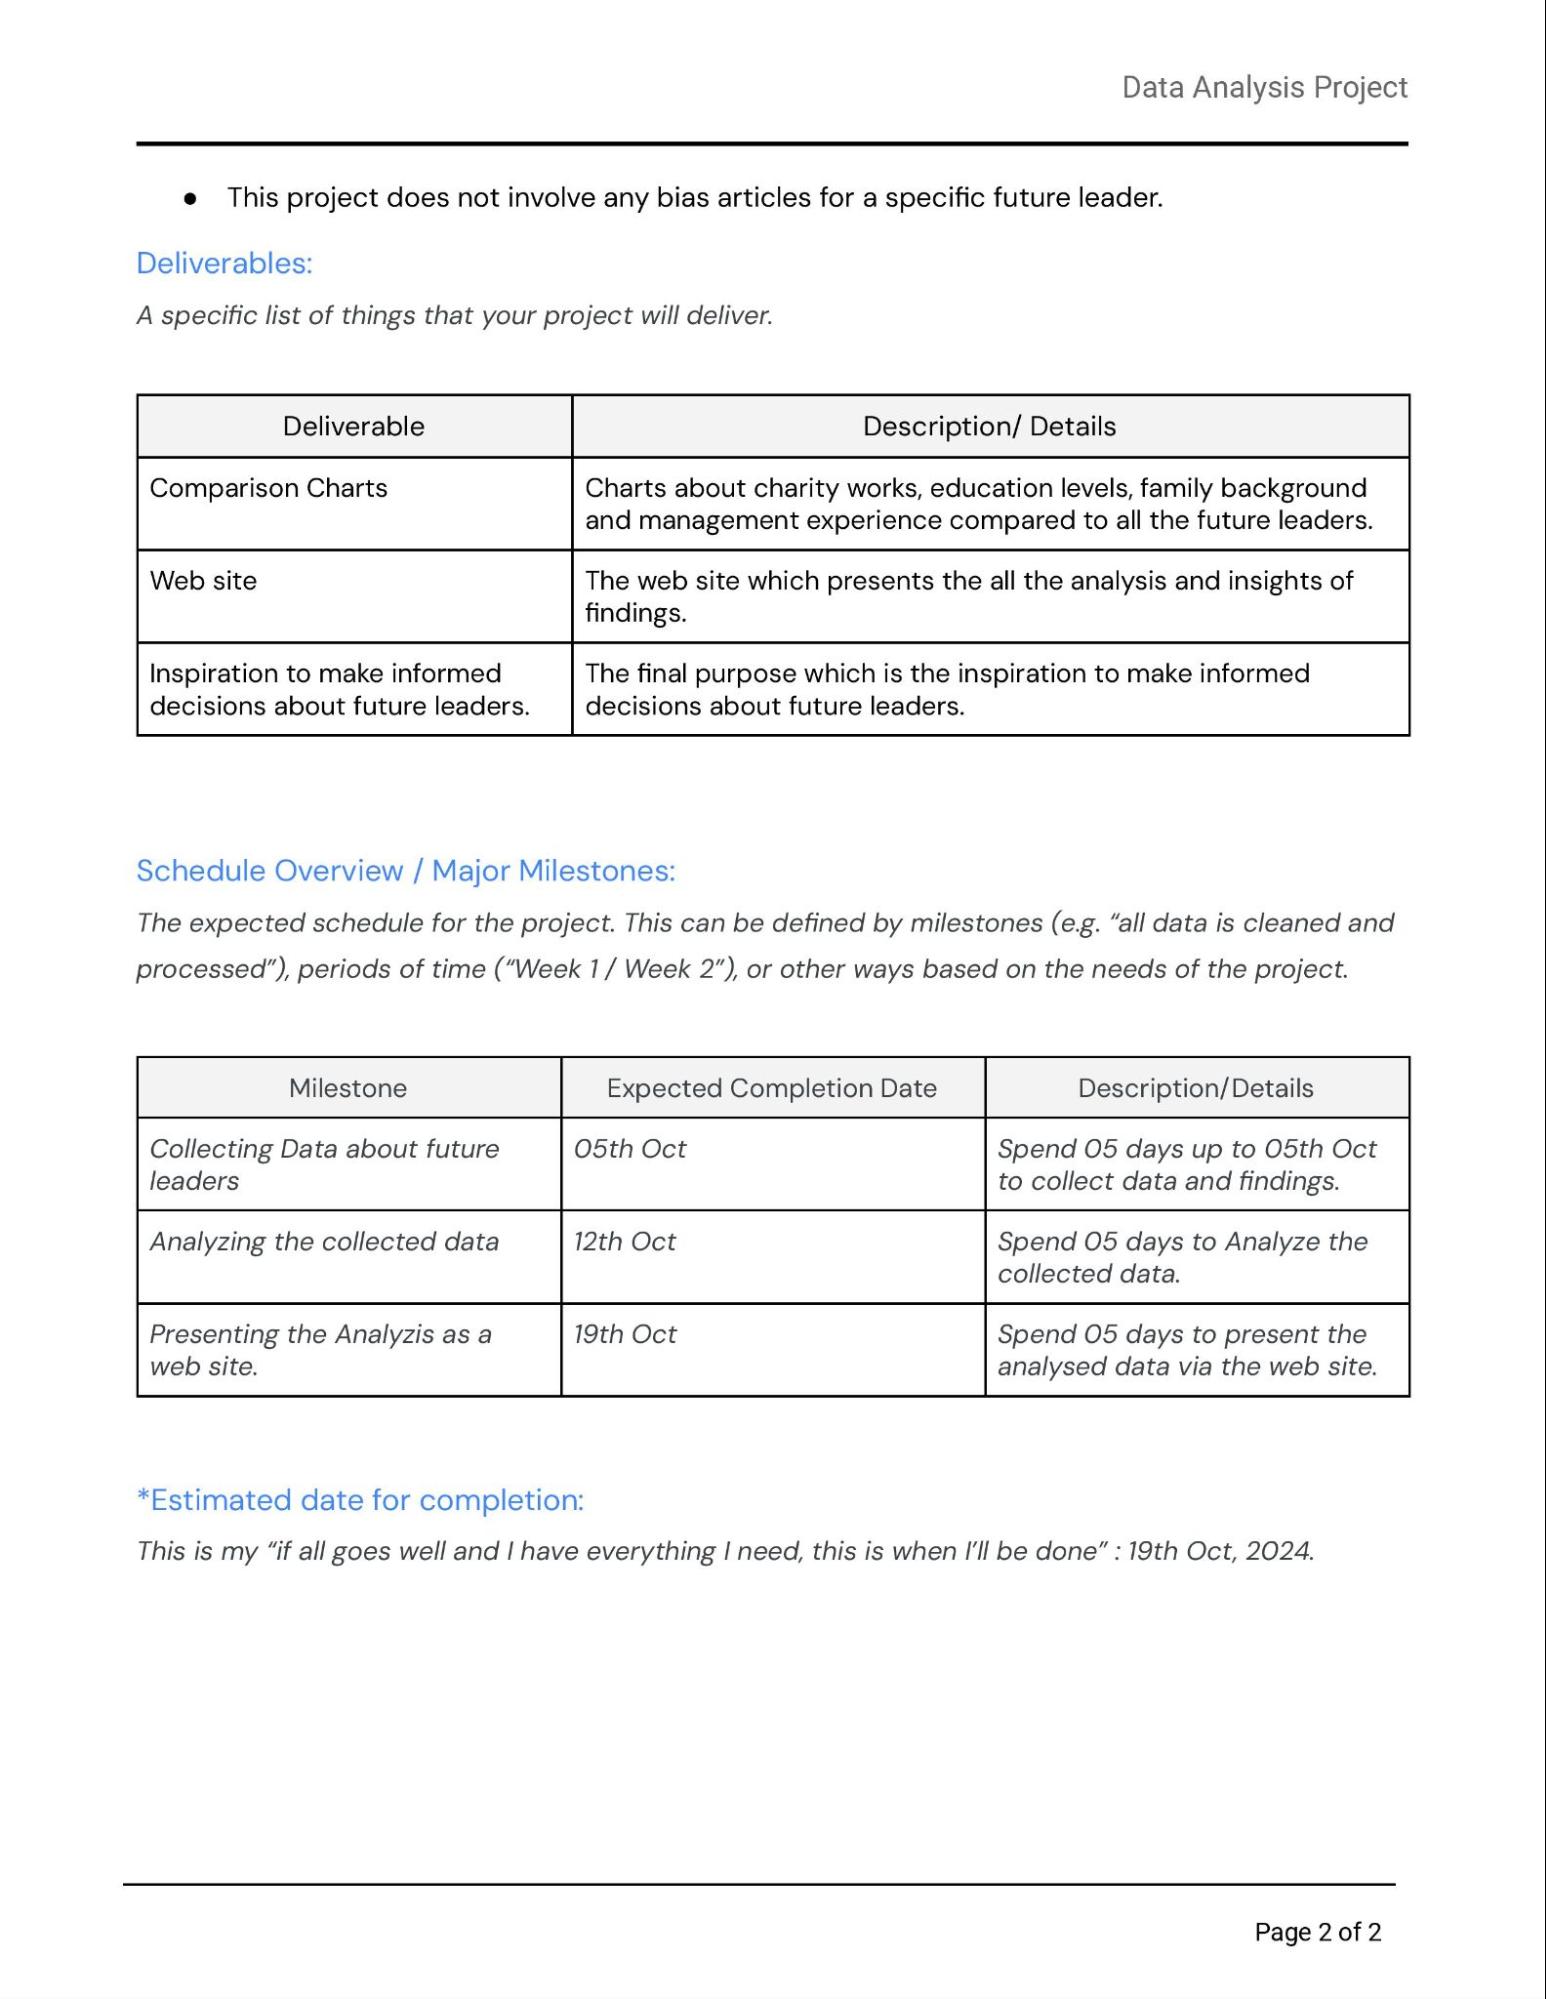 Data Analysis Project
● This project does not involve any bias articles for a specific future leader.
Deliverables:
A specific list of things that your project will deliver.
Deliverable Description/ Details
Comparison Charts Charts about charity works, education levels, family background
and management experience compared to all the future leaders.
Web site The web site which presents the all the analysis and insights of
findings.
Inspiration to make informed The final purpose which is the inspiration to make informed
decisions about future leaders. decisions about future leaders.
Schedule Overview / Major Milestones:
The expected schedule for the project. This can be defined by milestones (e.g. “all data is cleaned and
processed”), periods of time (“Week 1 / Week 2”), or other ways based on the needs of the project.
Milestone Expected Completion Date Description/Details
Collecting Data about future 05th Oct Spend 05 days up to 05th Oct
leaders to collect data and findings.
Analyzing the collected data 12th Oct Spend 05 days to Analyze the
collected data.
Presenting the Analyzis as a 19th Oct Spend 05 days to present the
web site. analysed data via the web site.
*Estimated date for completion:
This is my “if all goes well and I have everything I need, this is when I’ll be done” : 19th Oct, 2024.
Page 2 of 2